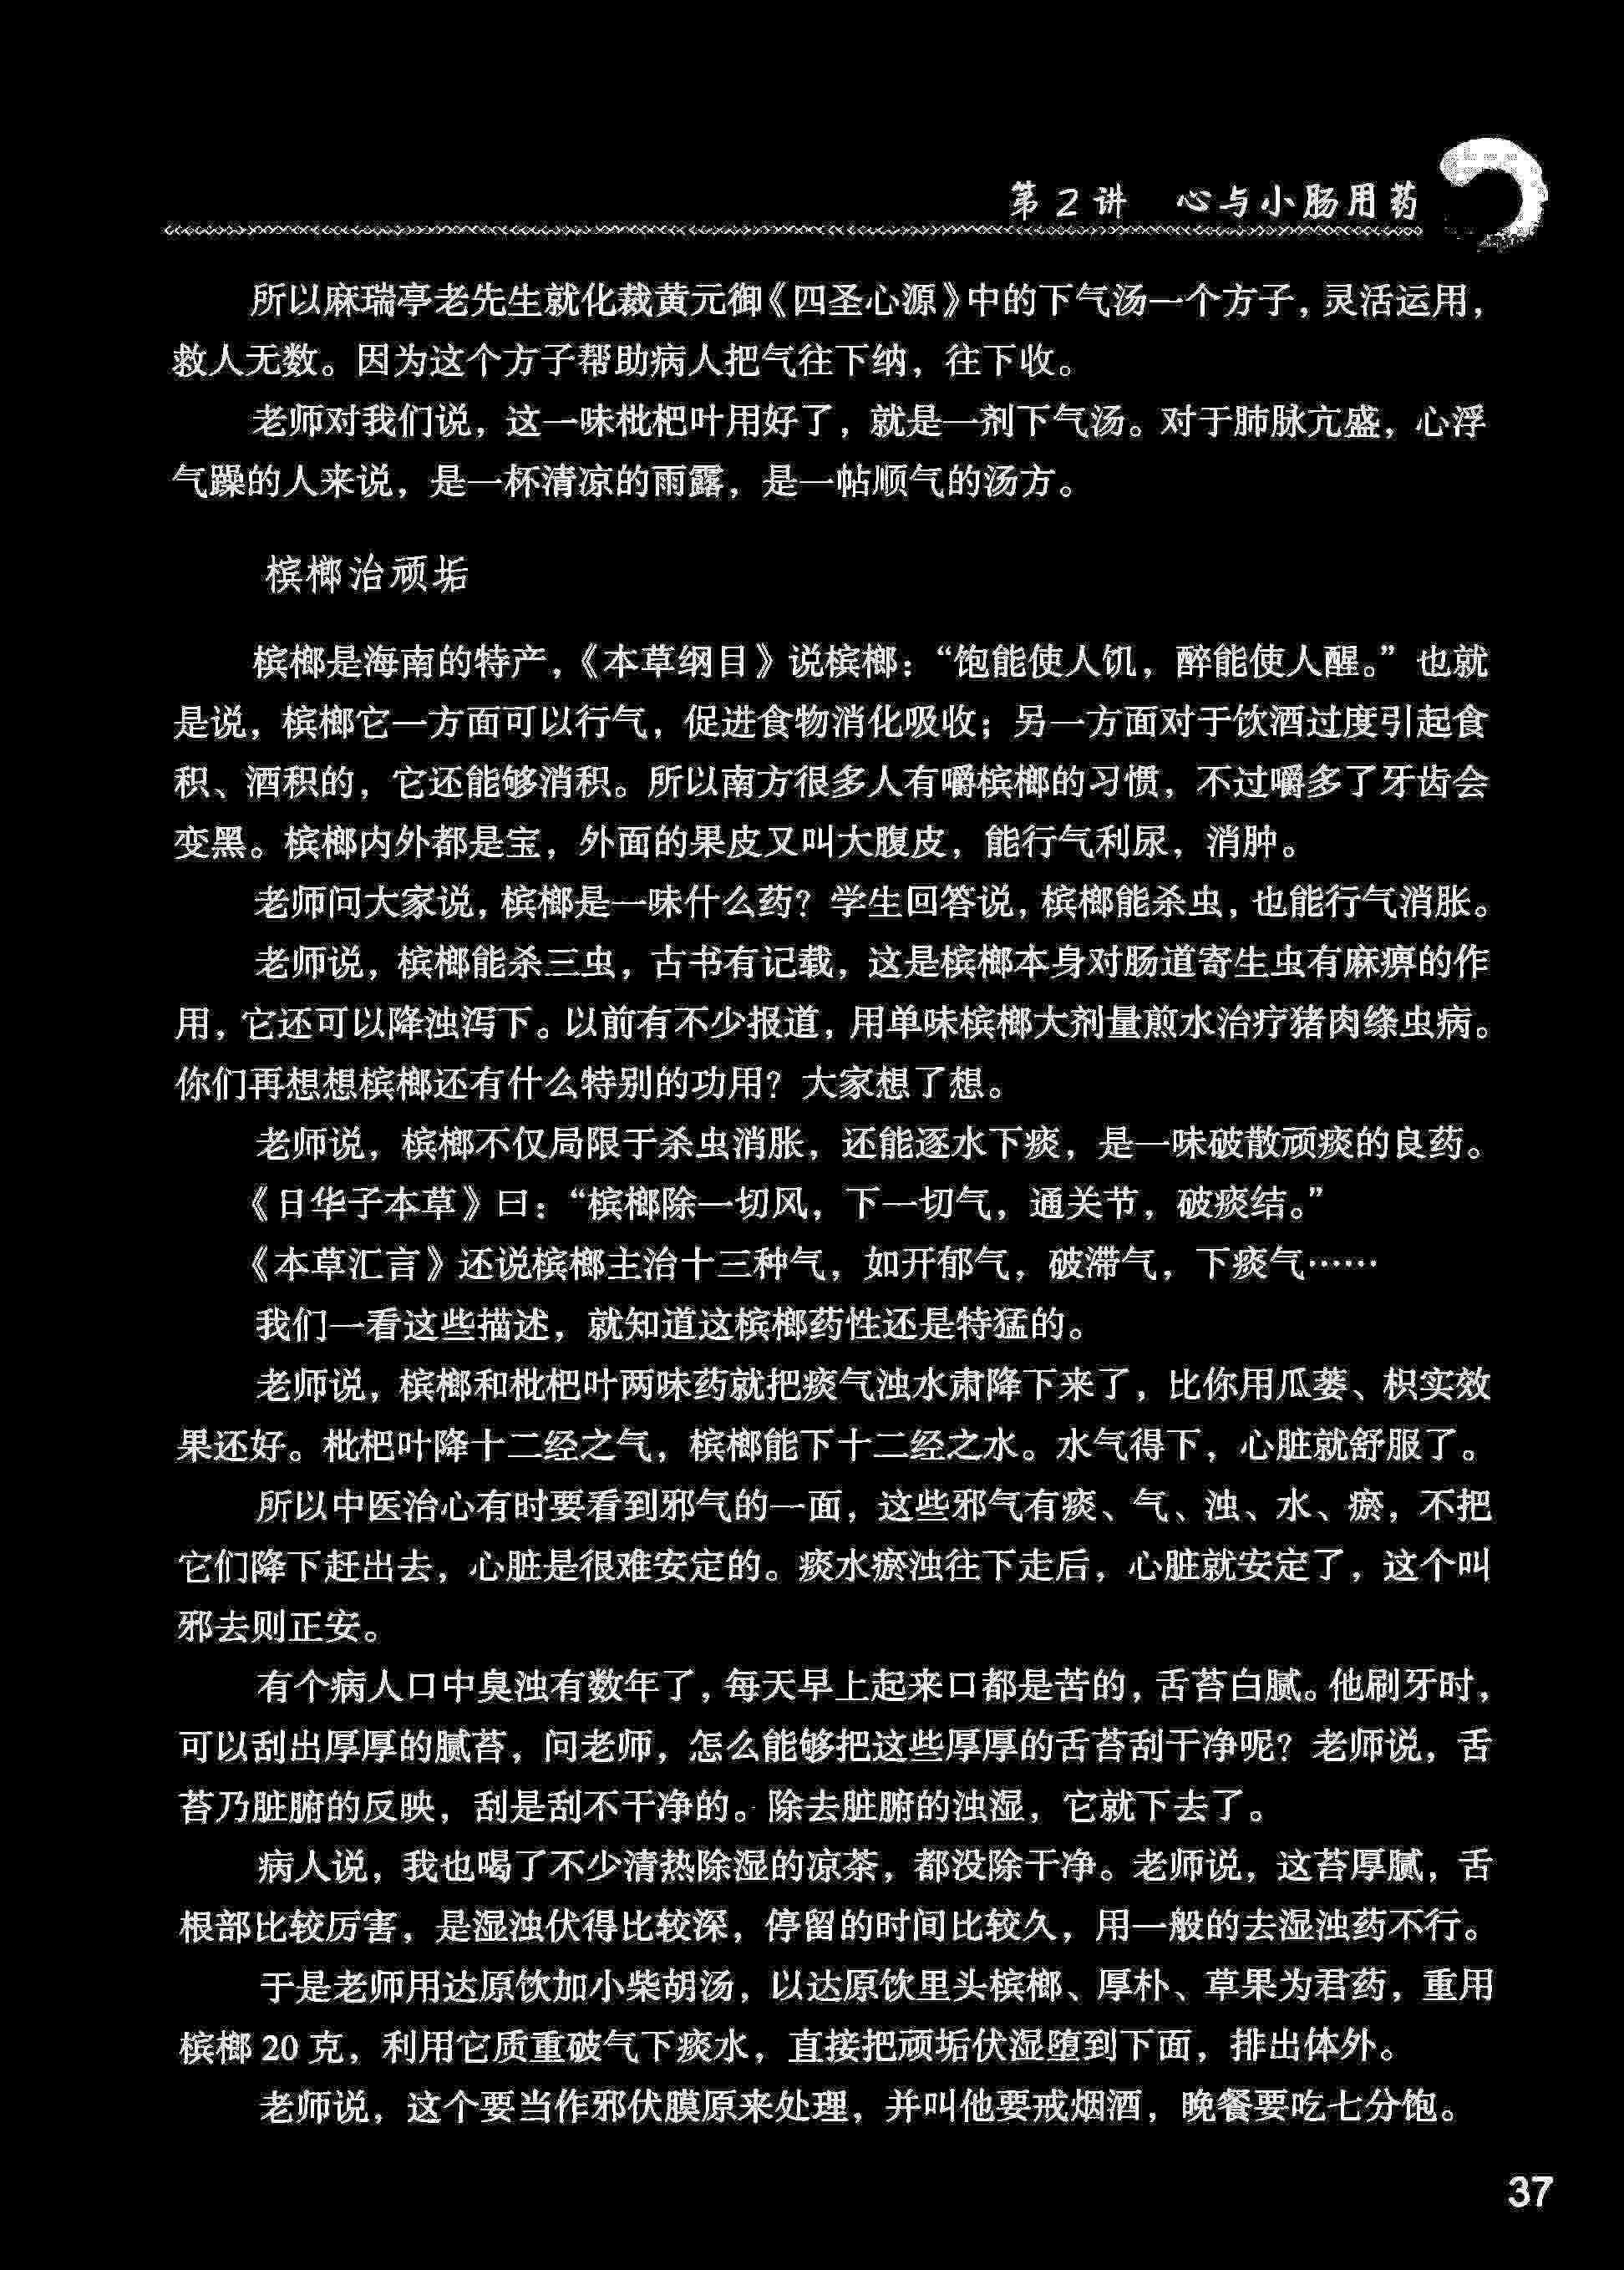 第2讲 心与小肠用药
所以麻瑞亭老先生就化裁黄元御《四圣心源》中的下气汤一个方子，灵活运用，
救人无数。因为这个方子帮助病人把气往下纳，往下收。
老师对我们说，这一味枇杷叶用好了，就是一剂下气汤。对于肺脉亢盛，心浮
气躁的人来说，是一杯清凉的雨露，是一帖顺气的汤方。
槟榔治顽垢
槟榔是海南的特产，《本草纲目》说槟榔：“饱能使人饥，醉能使人醒。”也就
是说，槟榔它一方面可以行气，促进食物消化吸收；另一方面对于饮酒过度引起食
积、酒积的，它还能够消积。所以南方很多人有嚼槟榔的习惯，不过嚼多了牙齿会
变黑。槟榔内外都是宝，外面的果皮又叫大腹皮，能行气利尿，消肿。
老师问大家说，槟榔是一味什么药？学生回答说，槟榔能杀虫，也能行气消胀。
老师说，槟榔能杀三虫，古书有记载，这是槟榔本身对肠道寄生虫有麻痹的作
用，它还可以降浊泻下。以前有不少报道，用单味槟榔大剂量煎水治疗猪肉绦虫病。
你们再想想槟榔还有什么特别的功用？大家想了想。
老师说，槟榔不仅局限于杀虫消胀，还能逐水下痰，是一味破散顽痰的良药。
《日华子本草》曰：“槟榔除一切风，下一切气，通关节，破痰结。”
《本草汇言》还说槟榔主治十三种气，如开郁气，破滞气，下痰气……
我们一看这些描述，就知道这槟榔药性还是特猛的。
老师说，槟榔和枇杷叶两味药就把痰气浊水肃降下来了，比你用瓜蒌、枳实效
果还好。枇杷叶降十二经之气，槟榔能下十二经之水。水气得下，心脏就舒服了。
所以中医治心有时要看到邪气的一面，这些邪气有痰、气、浊、水、瘀，不把
它们降下赶出去，心脏是很难安定的。痰水瘀浊往下走后，心脏就安定了，这个叫
邪去则正安。
有个病人口中臭浊有数年了，每天早上起来口都是苦的，舌苔白腻。他刷牙时，
可以刮出厚厚的腻苔，问老师，怎么能够把这些厚厚的舌苔刮干净呢？老师说，舌
苔乃脏腑的反映，刮是刮不干净的。除去脏腑的浊湿，它就下去了。
病人说，我也喝了不少清热除湿的凉茶，都没除干净。老师说，这苔厚腻，舌
根部比较厉害，是湿浊伏得比较深，停留的时间比较久，用一般的去湿浊药不行。
于是老师用达原饮加小柴胡汤，以达原饮里头槟榔、厚朴、草果为君药，重用
槟榔20克，利用它质重破气下痰水，直接把顽垢伏湿堕到下面，排出体外。
老师说，这个要当作邪伏膜原来处理，并叫他要戒烟酒，晚餐要吃七分饱。
37